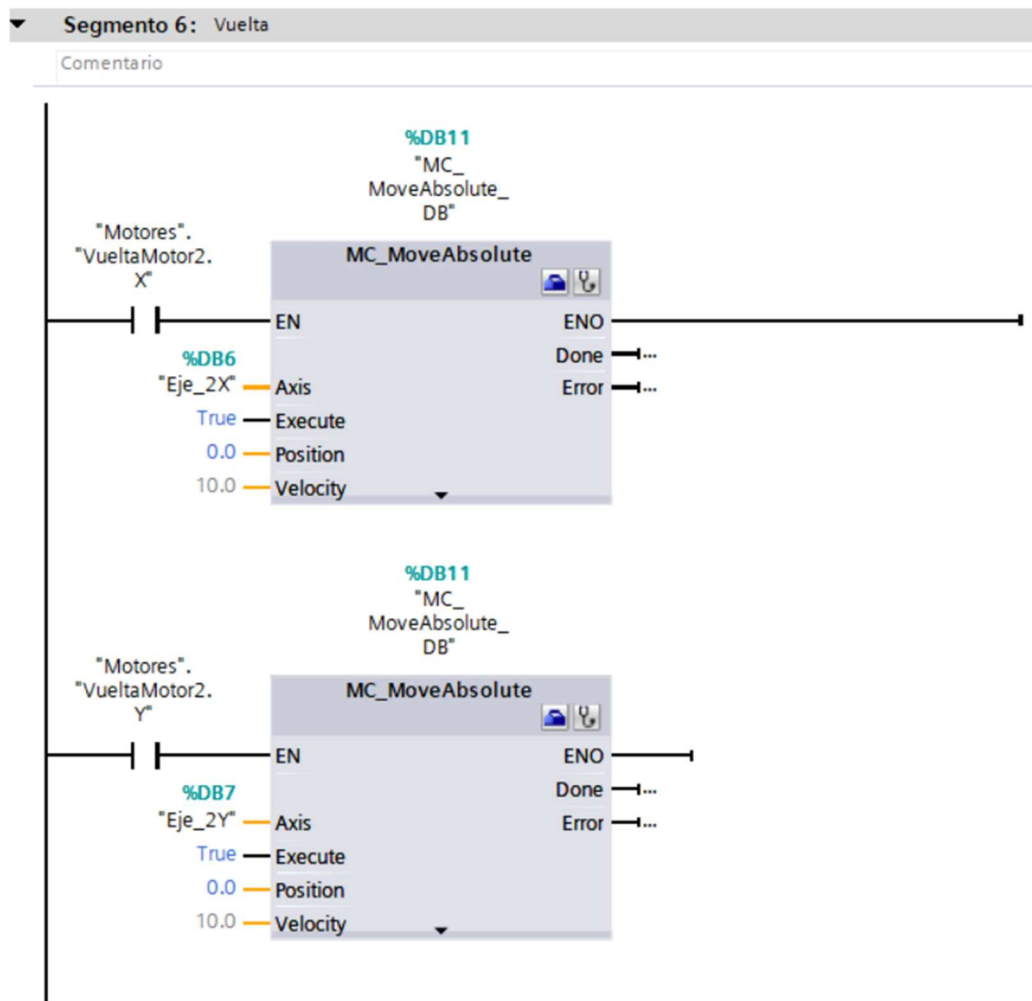 Segmento 6: Vuelta
Comentario
%DB11
"MC_
MoveAbsolute_
DB"
"Motores".
"VueltaMotor2.
X"
MC_MoveAbsolute
EN ENO
%DB6
Done ...
"Eje_2X" Axis Error ...
True Execute
0.0 Position
10.0 Velocity
%DB11
"MC_
MoveAbsolute_
DB"
"Motores".
"VueltaMotor2.
Y"
MC_MoveAbsolute
EN ENO
%DB7
Done ...
"Eje_2Y" Axis Error ...
True Execute
0.0 Position
10.0 Velocity